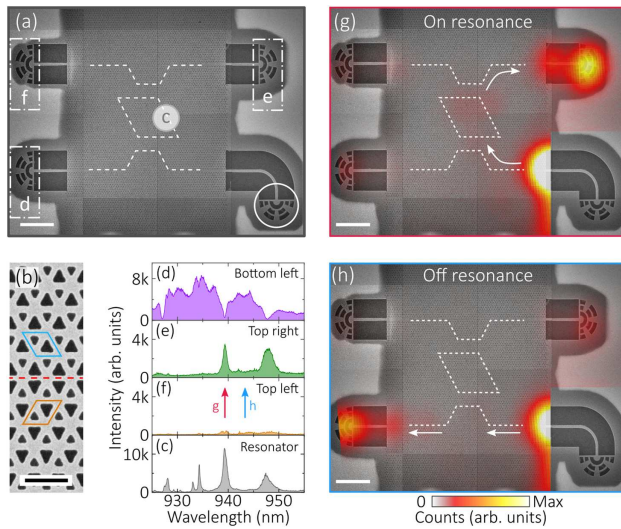 (a)
f
e
C
d
(g)
On resonance
(b)
(d)
Bottom left
8k
4k
0
(e)
Top right
4k
0
(f)
Top left
4k
g
h
0
(c)
Resonator
10k
0
930
940
950
Wavelength (nm)
Intensity (arb. units)
(h)
Off resonance
0
Max
Counts (arb. units)